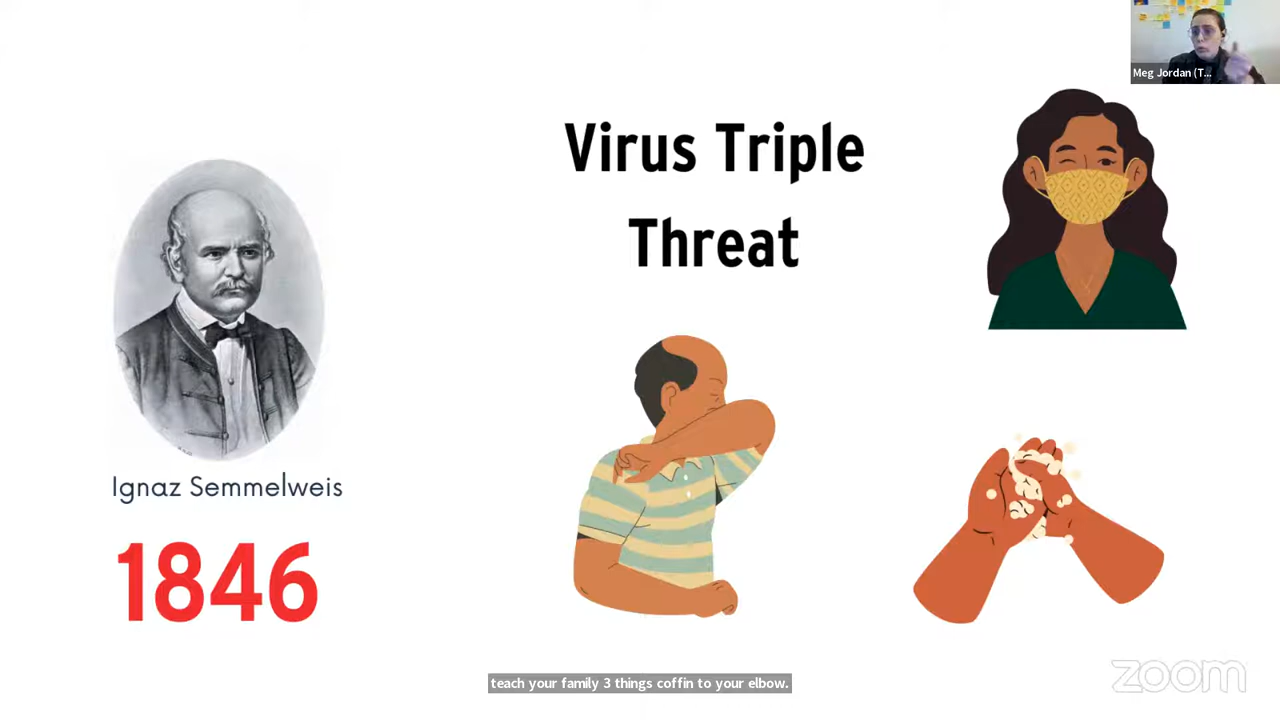 Meg Jordan (T...
Virus Triple
Threat
Ignaz Semmelweis
1846
teach your family 3 things coffin to your elbow.
zoom